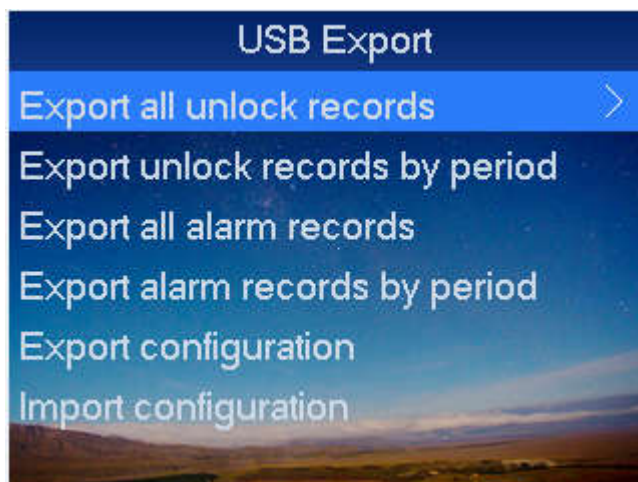 USB Export
Export all unlock records
Export unlock records by period
Export all alarm records
Export alarm records by period
Export configuration
Import configuration